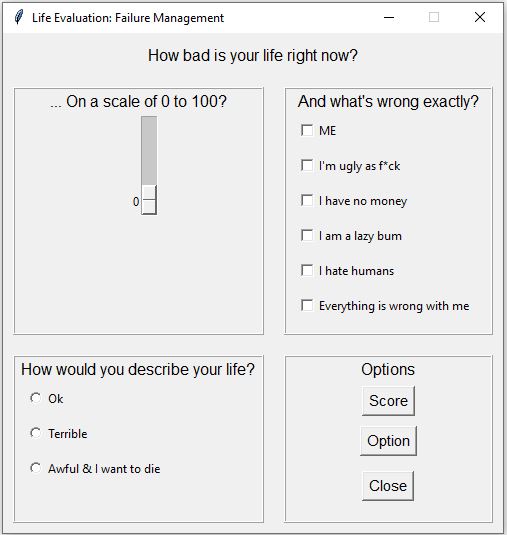 Life Evaluation: Failure Management
How bad is your life right now?
... On a scale of 0 to 100?
0
And what's wrong exactly?
ME
I'm ugly as f*ck
I have no money
I am a lazy bum
I hate humans
Everything is wrong with me
How would you describe your life?
Ok
Terrible
Awful & I want to die
Options
Score
Option
Close